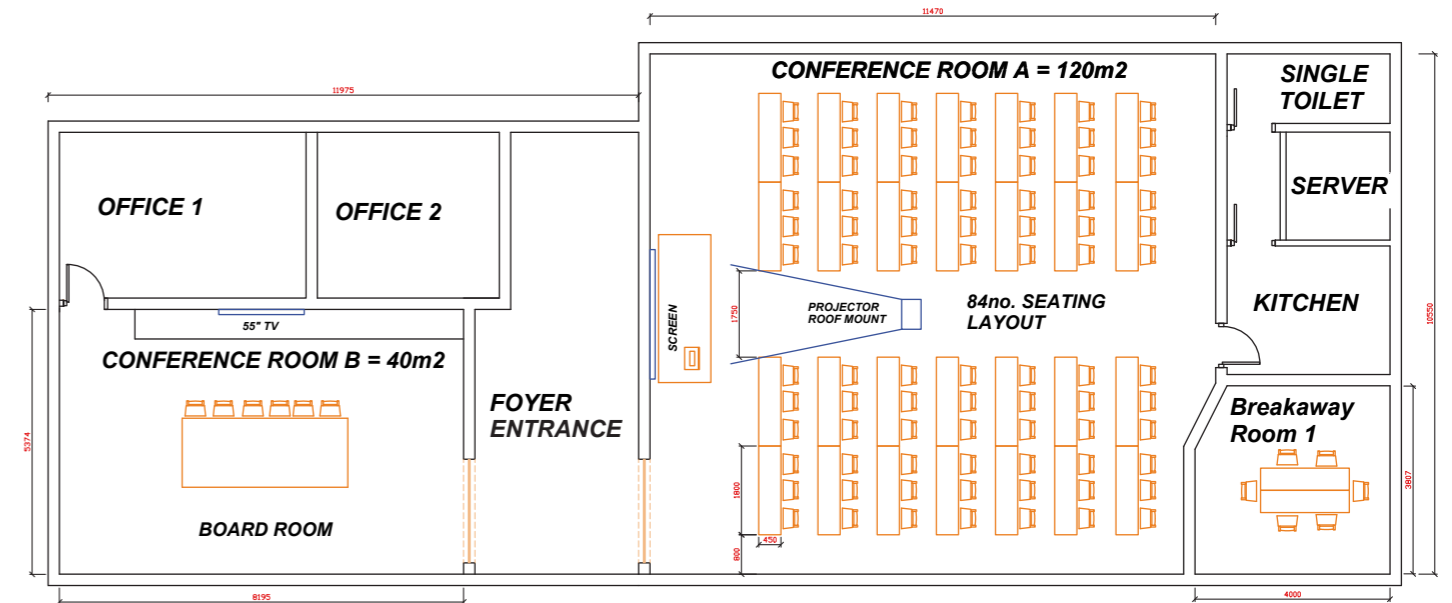 11470
CONFERENCE ROOM A = 120m2
SINGLE
TOILET
11975
OFFICE 1
OFFICE 2
SERVER
10550
1750
PROJECTOR
ROOF MOUNT
84no. SEATING
LAYOUT
KITCHEN
SCREEN
55" TV
CONFERENCE ROOM B = 40m2
FOYER
ENTRANCE
Breakaway
Room 1
5374
3807
1800
BOARD ROOM
450
800
8195
4000